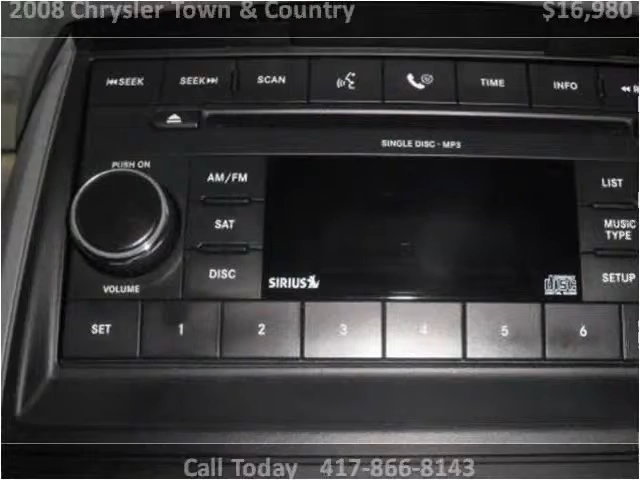 2008 Chrysler Town & Country $16,980
SEEK SEEK SCAN TIME INFO
SINGLE DISC - MP3
PUSH ON
AM/FM LIST
SAT MUSIC
TYPE
DISC SETUP
VOLUME SIRIUS DISC
SET 1 2 3 4 5 6
Call Today 417-866-8143